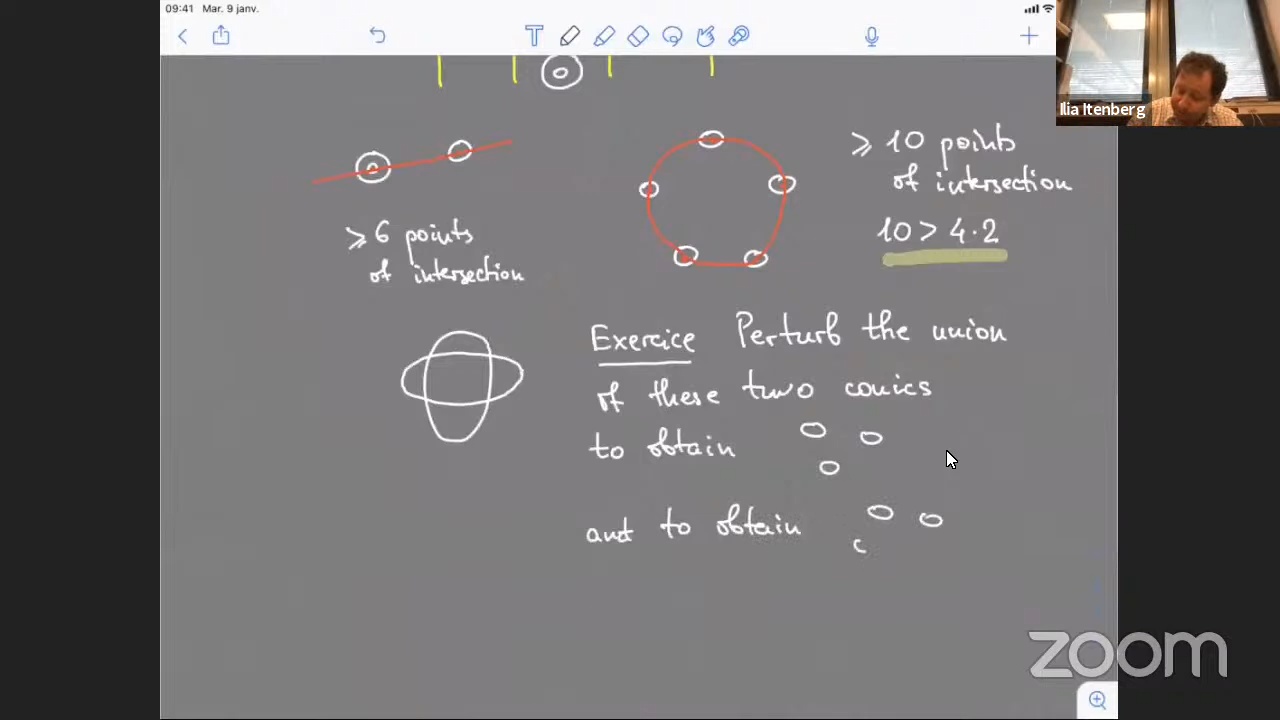 09:41 Mar. 9 janv.
Ilia Itenberg
⩾ 10 points
of intersection
10 > 4·2
⩾ 6 points
of intersection
Exercice Perturb the union
of these two conics
to obtain
and to obtain
zoom